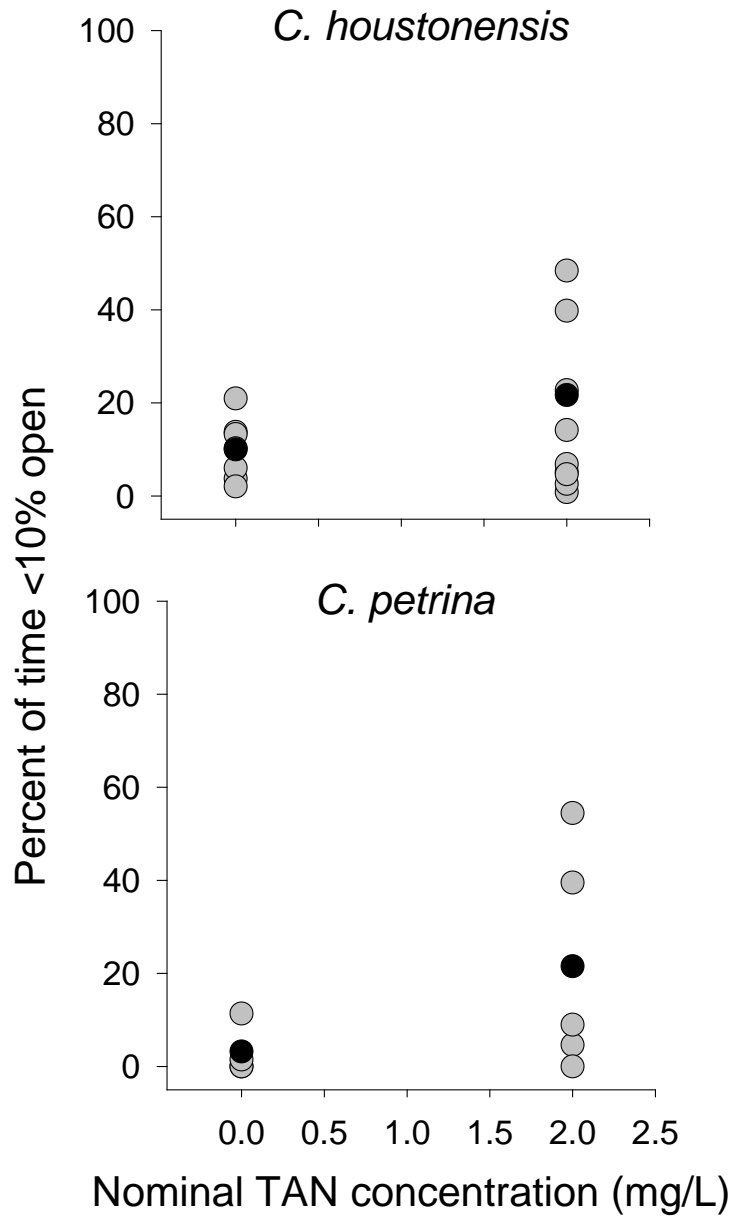 C. houstonensis
100
80
60
40
20
0
Percent of time <10% open
C. petrina
100
80
60
40
20
0
0.0 0.5 1.0 1.5 2.0 2.5
Nominal TAN concentration (mg/L)